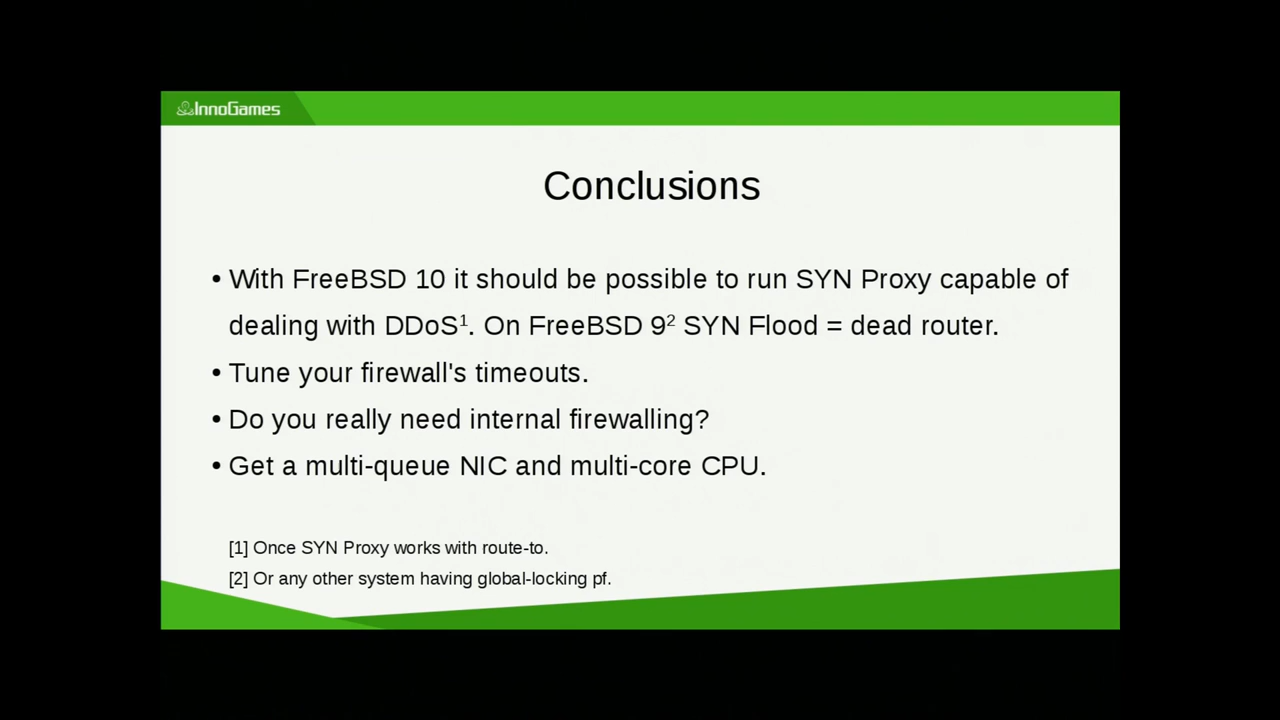 InnoGames
Conclusions
• With FreeBSD 10 it should be possible to run SYN Proxy capable of
dealing with DDoS¹. On FreeBSD 9² SYN Flood = dead router.
• Tune your firewall's timeouts.
• Do you really need internal firewalling?
• Get a multi-queue NIC and multi-core CPU.
[1] Once SYN Proxy works with route-to.
[2] Or any other system having global-locking pf.